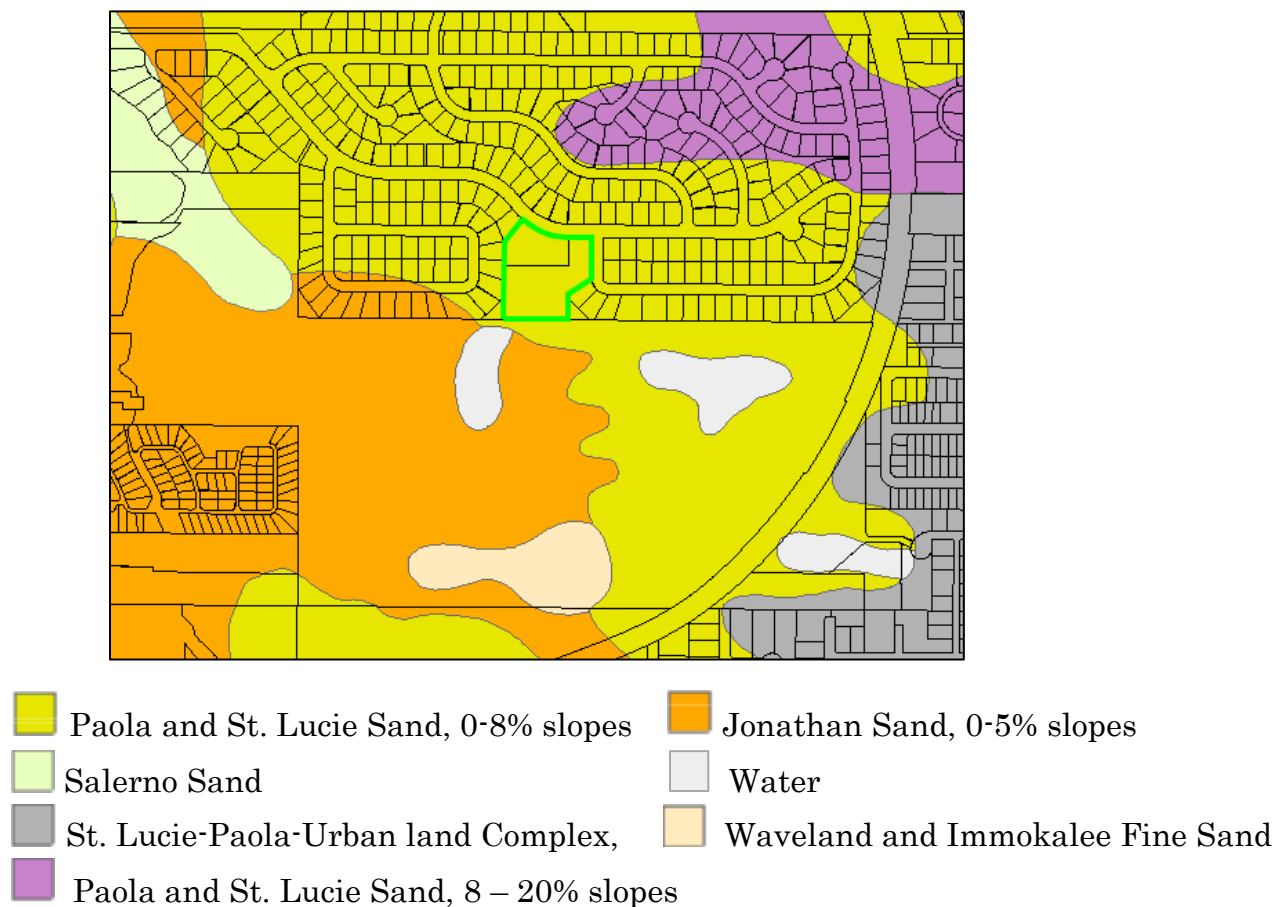 Paola and St. Lucie Sand, 0-8% slopes
Jonathan Sand, 0-5% slopes
Salerno Sand
Water
St. Lucie-Paola-Urban land Complex,
Waveland and Immokalee Fine Sand
Paola and St. Lucie Sand, 8 – 20% slopes